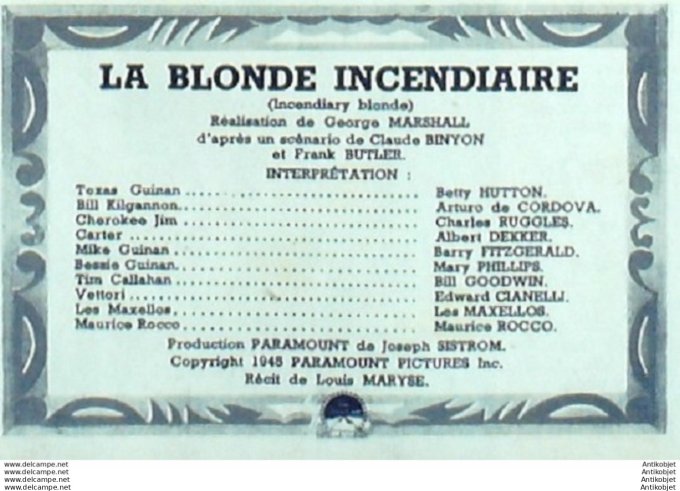 LA BLONDE INCENDIAIRE
(Incendiary blonde)
Réalisation de George MARSHALL
d'après un scénario de Claude BINYON
et Frank BUTLER.
INTERPRÉTATION :
Texas Guinan ........ Betty HUTTON.
Bill Kilgannon ........ Arturo de CORDOVA.
Cherokee Jim ........ Charles RUGGLES.
Carter ........ Albert DEKKER.
Mike Guinan ........ Barry FITZGERALD.
Bessie Guinan ........ Mary PHILLIPS.
Tim Callahan ........ Bill GOODWIN.
Vettori ........ Edward CIANELLI.
Les Maxellos ........ Les MAXELLOS.
Maurice Rocco ........ Maurice ROCCO.
Production PARAMOUNT de Joseph SISTROM.
Copyright 1945 PARAMOUNT PICTURES Inc.
Récit de Louis MARYSE.
www.delcampe.net Antikobjet
www.delcampe.net Antikobjet
www.delcampe.net Antikobjet